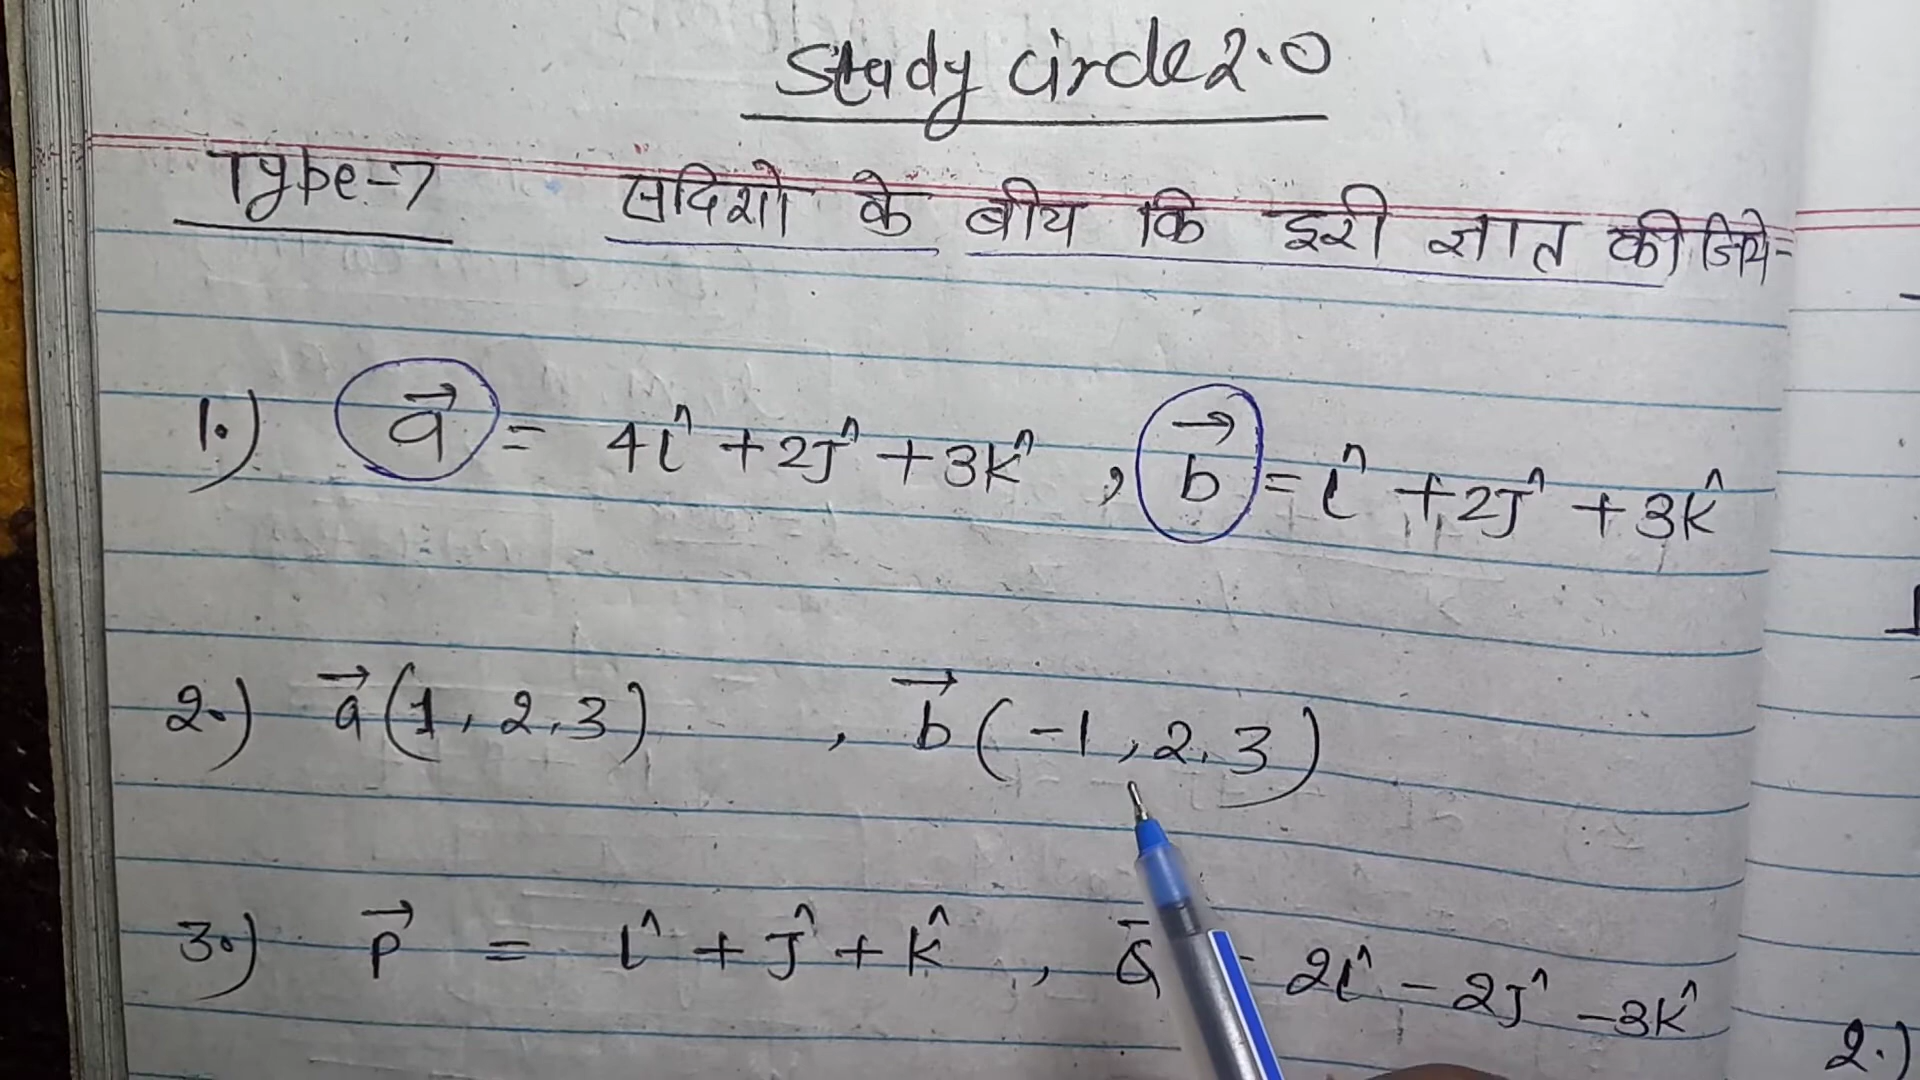 Study Circle 2.0
Type-7 सदिशो के बीय कि दूरी ज्ञात कीजिये-
1.) a⃗ = 4î + 2ĵ + 3k̂ , b⃗ = î + 2ĵ + 3k̂
2.) a⃗ (1, 2, 3) , b⃗ (-1, 2, 3)
3.) P⃗ = î + ĵ + k̂ , Q⃗ = 2î - 2ĵ - 3k̂
2.)